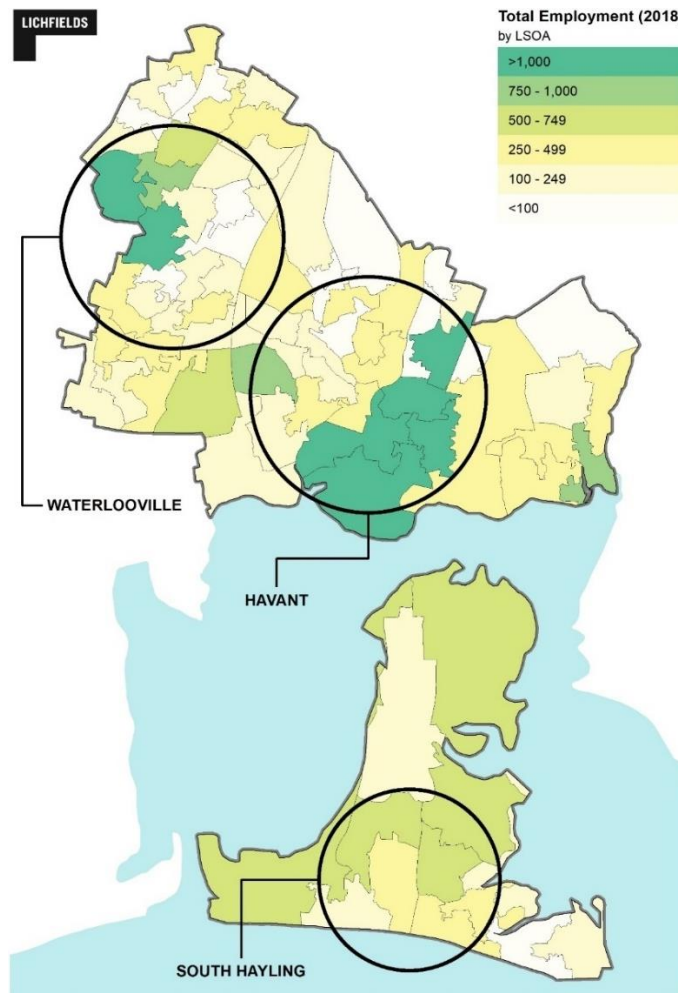 LICHFIELDS
Total Employment (2018
by LSOA
>1,000
750 - 1,000
500 - 749
250 - 499
100 - 249
<100
WATERLOOVILLE
HAVANT
SOUTH HAYLING